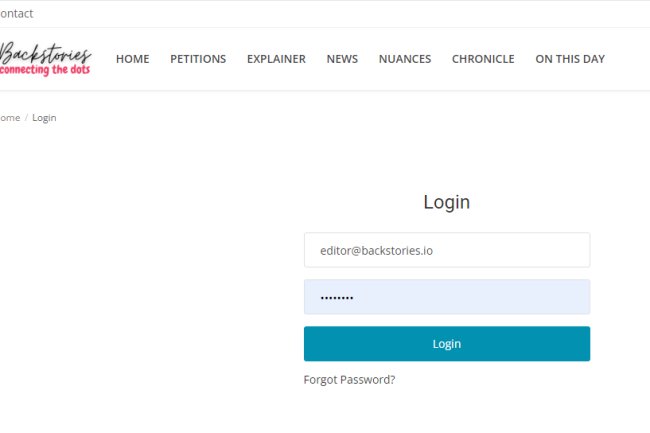 ontact
Backstories
connecting the dots
HOME PETITIONS EXPLAINER NEWS NUANCES CHRONICLE ON THIS DAY
ome / Login
Login
editor@backstories.io
••••••••
Login
Forgot Password?